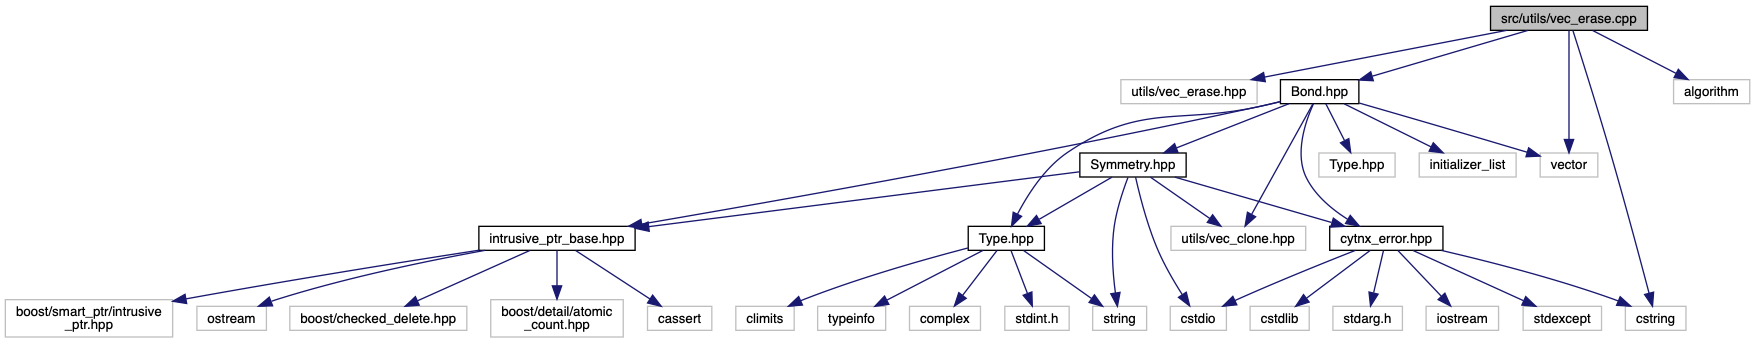 src/utils/vec_erase.cpp
utils/vec_erase.hpp
Bond.hpp
algorithm
Symmetry.hpp
Type.hpp
initializer_list
vector
intrusive_ptr_base.hpp
Type.hpp
utils/vec_clone.hpp
cytnx_error.hpp
boost/smart_ptr/intrusive
_ptr.hpp
ostream
boost/checked_delete.hpp
boost/detail/atomic
_count.hpp
cassert
climits
typeinfo
complex
stdint.h
string
cstdio
cstdlib
stdarg.h
iostream
stdexcept
cstring